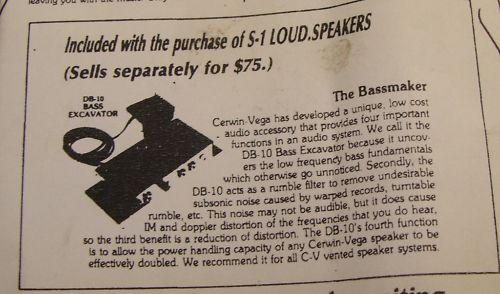 leaving you with the
Included with the purchase of S-1 LOUD.SPEAKERS
(Sells separately for $75.)
DB-10
BASS
EXCAVATOR
The Bassmaker
Cerwin-Vega has developed a unique, low cost
audio accessory that provides four important
functions in an audio system. We call it the
DB-10 Bass Excavator because it uncov-
ers the low frequency bass fundamentals
which otherwise go unnoticed. Secondly, the
DB-10 acts as a rumble filter to remove undesirable
subsonic noise caused by warped records, turntable
rumble, etc. This noise may not be audible, but it does cause
IM and doppler distortion of the frequencies that you do hear,
so the third benefit is a reduction of distortion. The DB-10's fourth function
is to allow the power handling capacity of any Cerwin-Vega speaker to be
effectively doubled. We recommend it for all C-V vented speaker systems.